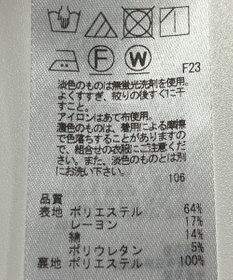 F W F23
淡色のものは無蛍光洗剤を使用。
よくすすぎ、絞りの後すぐに干
すこと。
アイロンはあて布使用。
濃色のものは、着用による摩擦
で色落ちすることがありますの
で、組合せの衣服にご注意くださ
い。また、淡色のものとは別に
お洗い下さい。
106
品質
表地 ポリエステル 64%
レーヨン 17%
綿 14%
ポリウレタン 5%
裏地 ポリエステル 100%